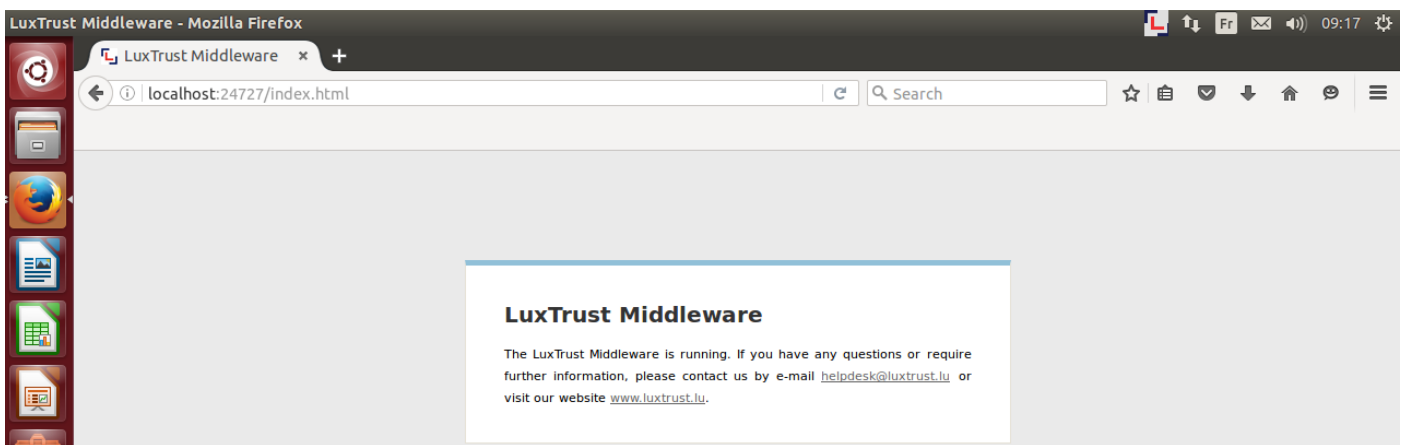 LuxTrust Middleware - Mozilla Firefox
Fr
09:17
LuxTrust Middleware
localhost:24727/index.html
Search
LuxTrust Middleware
The LuxTrust Middleware is running. If you have any questions or require
further information, please contact us by e-mail helpdesk@luxtrust.lu or
visit our website www.luxtrust.lu.